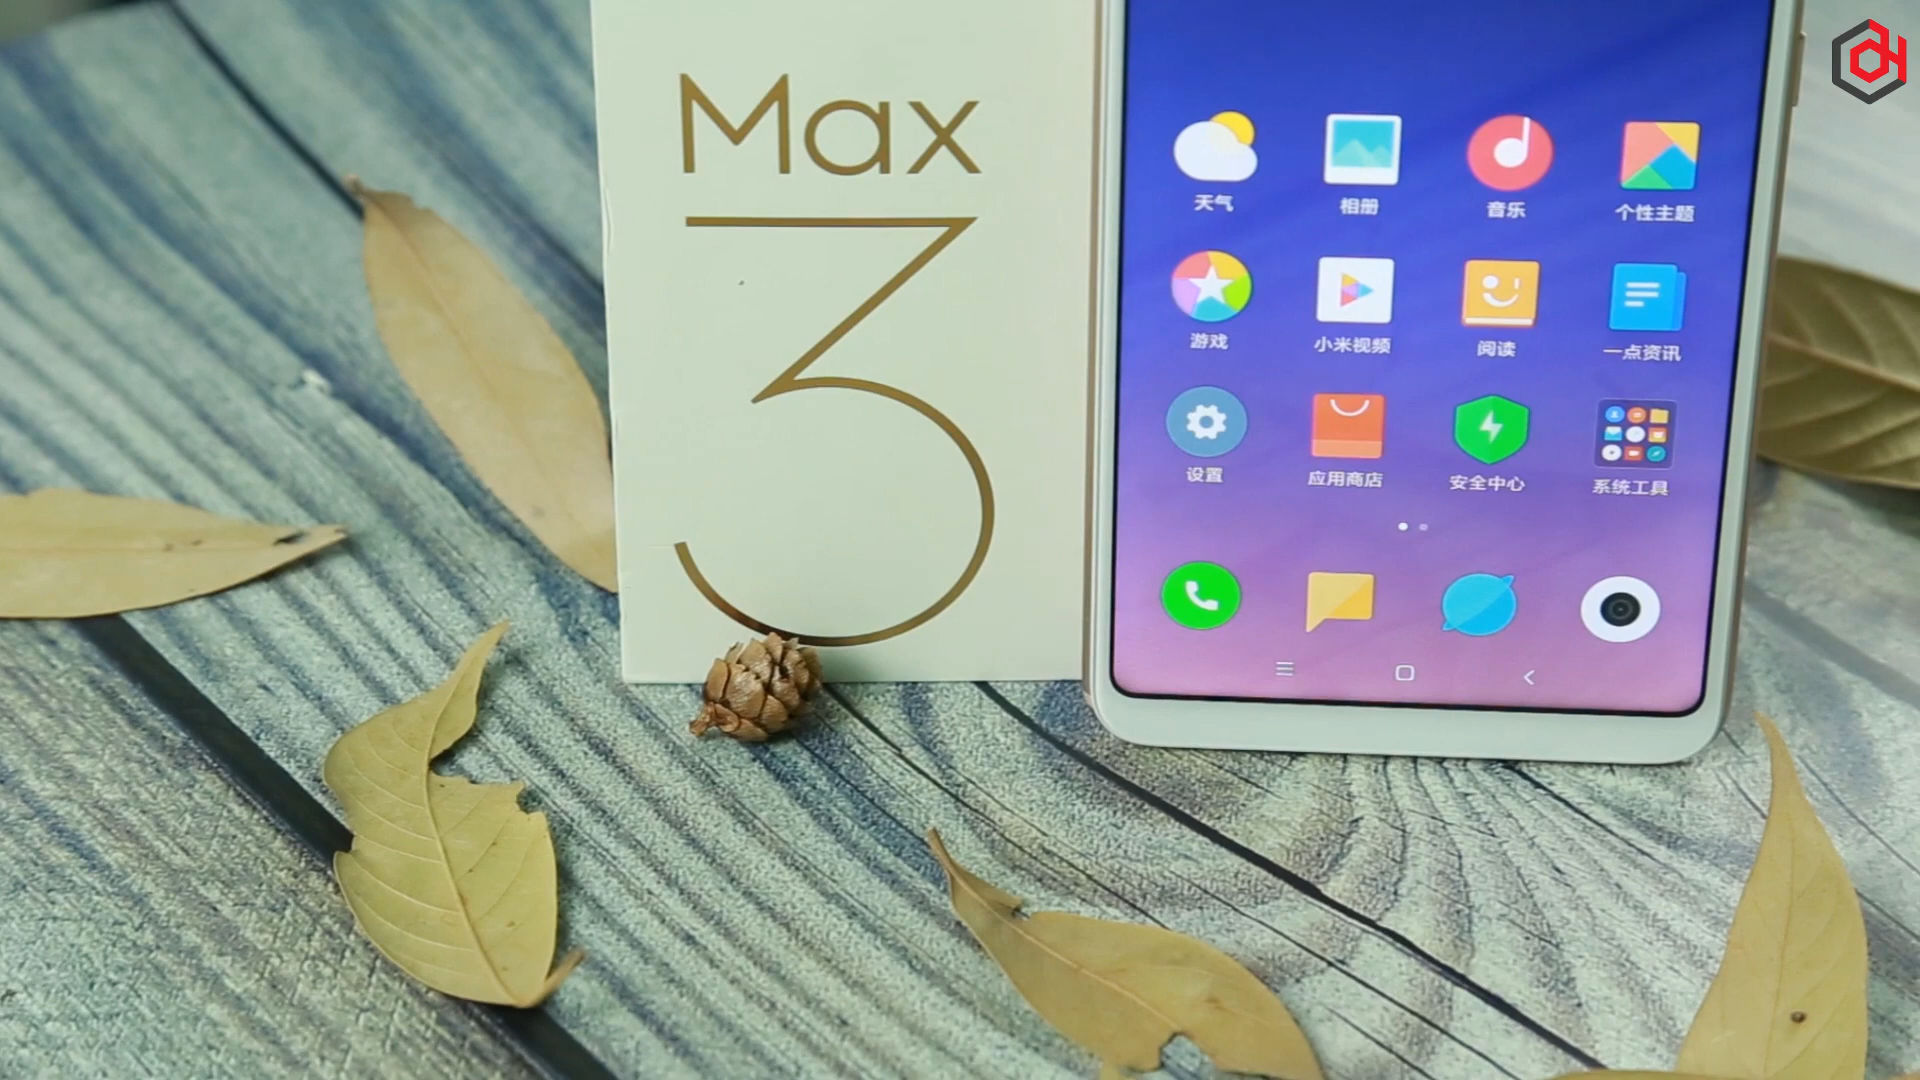 Max
3
天气 相册 音乐 个性主题
游戏 小米视频 阅读 一点资讯
设置 应用商店 安全中心 系统工具